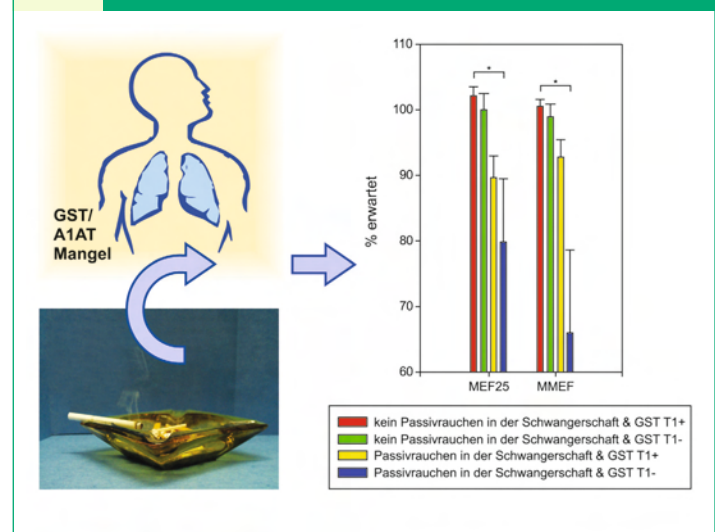 GST/
A1AT
Mangel
110
100
90
80
70
60
% erwartet
*
*
MEF25 MMEF
kein Passivrauchen in der Schwangerschaft & GST T1+
kein Passivrauchen in der Schwangerschaft & GST T1-
Passivrauchen in der Schwangerschaft & GST T1+
Passivrauchen in der Schwangerschaft & GST T1-